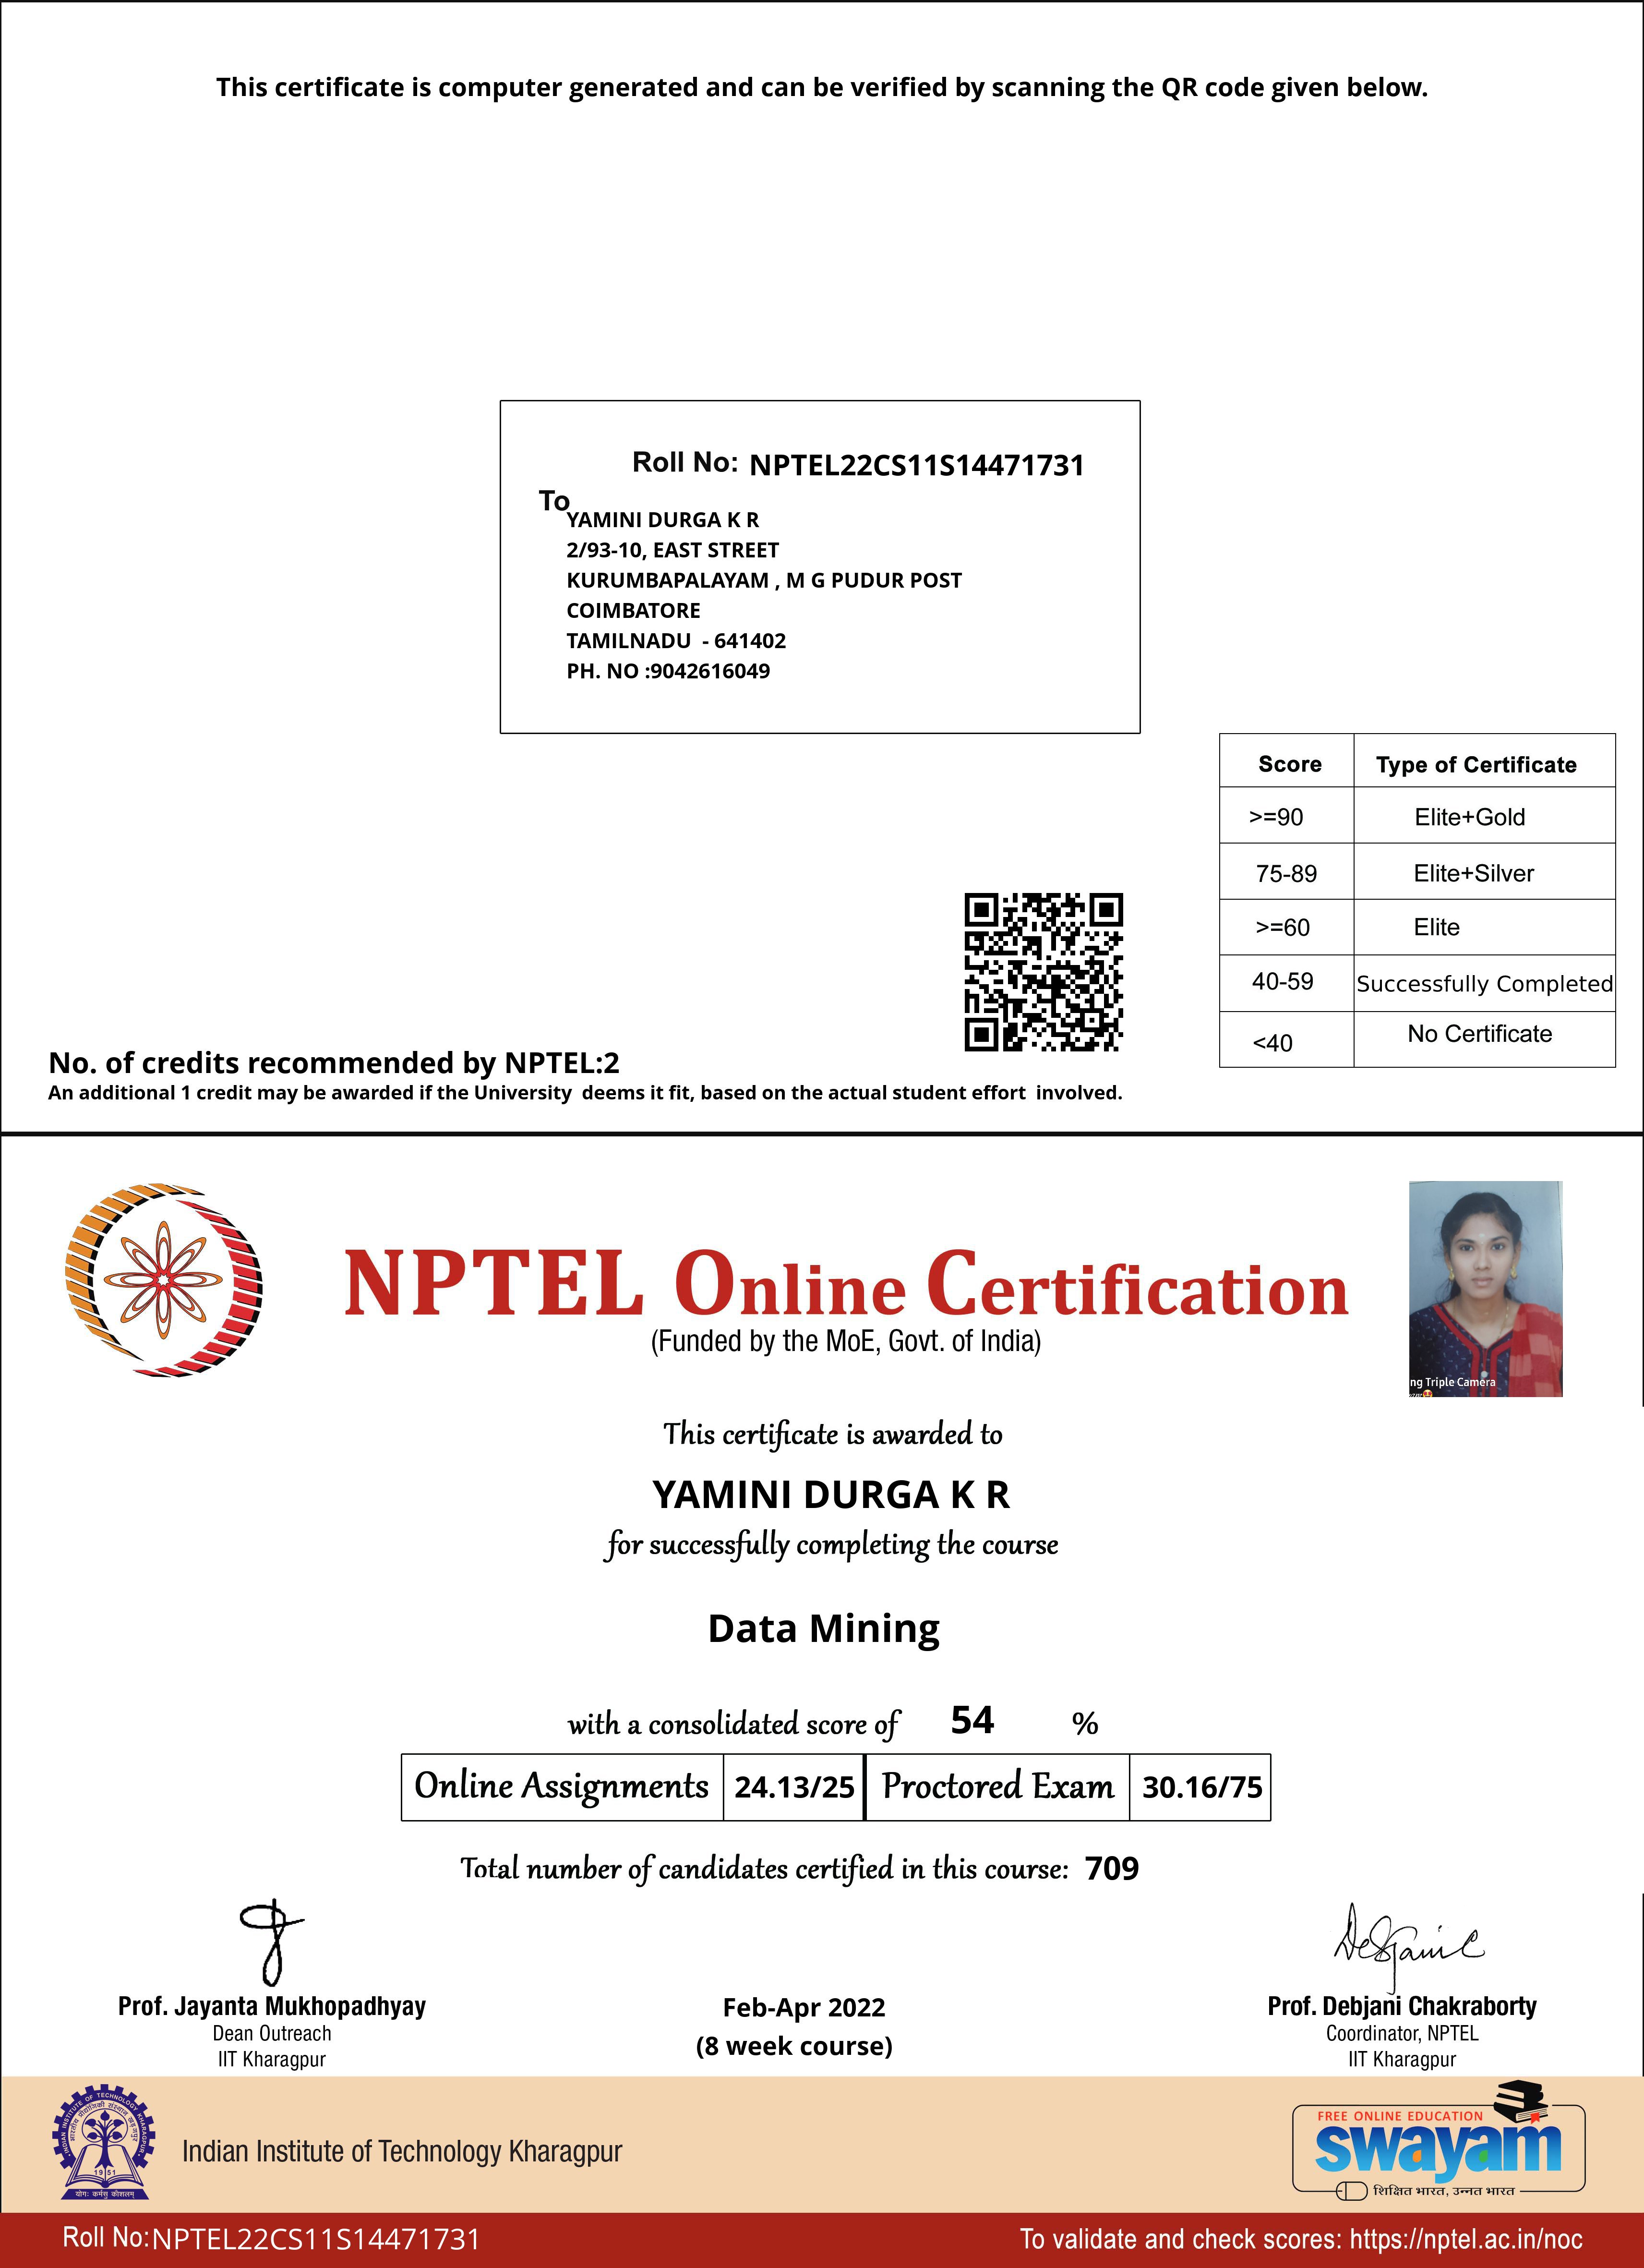 This certificate is computer generated and can be verified by scanning the QR code given below.
Roll No: NPTEL22CS11S14471731
To
YAMINI DURGA K R
2/93-10, EAST STREET
KURUMBAPALAYAM , M G PUDUR POST
COIMBATORE
TAMILNADU - 641402
PH. NO :9042616049
Score Type of Certificate
>=90 Elite+Gold
75-89 Elite+Silver
>=60 Elite
40-59 Successfully Completed
<40 No Certificate
No. of credits recommended by NPTEL:2
An additional 1 credit may be awarded if the University deems it fit, based on the actual student effort involved.
NPTEL Online Certification
(Funded by the MoE, Govt. of India)
ng Triple Camera
This certificate is awarded to
YAMINI DURGA K R
for successfully completing the course
Data Mining
with a consolidated score of 54 %
Online Assignments 24.13/25 Proctored Exam 30.16/75
Total number of candidates certified in this course: 709
Prof. Jayanta Mukhopadhyay
Dean Outreach
IIT Kharagpur
Feb-Apr 2022
(8 week course)
Prof. Debjani Chakraborty
Coordinator, NPTEL
IIT Kharagpur
INDIAN INSTITUTE OF TECHNOLOGY KHARAGPUR
1951
योगः कर्मसु कौशलम्
Indian Institute of Technology Kharagpur
FREE ONLINE EDUCATION
swayam
शिक्षित भारत, उन्नत भारत
Roll No:NPTEL22CS11S14471731
To validate and check scores: https://nptel.ac.in/noc